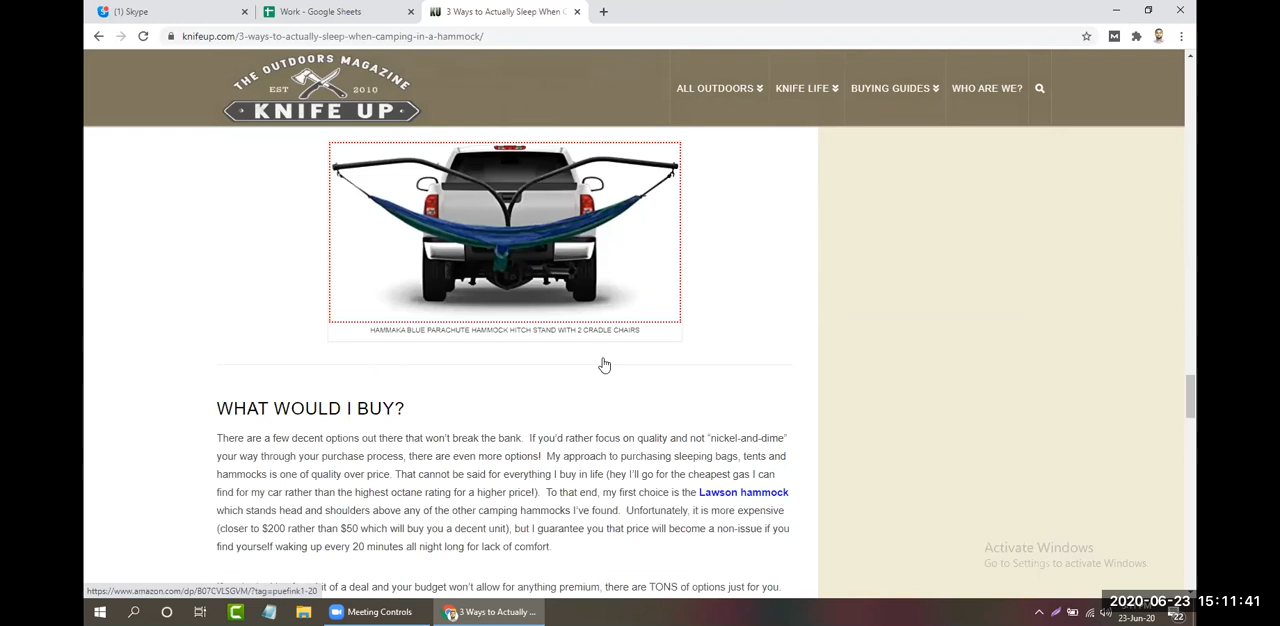 (1) Skype
Work - Google Sheets
3 Ways to Actually Sleep When C
knifeup.com/3-ways-to-actually-sleep-when-camping-in-a-hammock/
THE OUTDOORS MAGAZINE
EST 2010
KNIFE UP
ALL OUTDOORS
KNIFE LIFE
BUYING GUIDES
WHO ARE WE?
HAMMAKA BLUE PARACHUTE HAMMOCK HITCH STAND WITH 2 CRADLE CHAIRS
WHAT WOULD I BUY?
There are a few decent options out there that won't break the bank. If you'd rather focus on quality and not “nickel-and-dime”
your way through your purchase process, there are even more options! My approach to purchasing sleeping bags, tents and
hammocks is one of quality over price. That cannot be said for everything I buy in life (hey I'll go for the cheapest gas I can
find for my car rather than the highest octane rating for a higher price!). To that end, my first choice is the Lawson hammock
which stands head and shoulders above any of the other camping hammocks I've found. Unfortunately, it is more expensive
(closer to $200 rather than $50 which will buy you a decent unit), but I guarantee you that price will become a non-issue if you
find yourself waking up every 20 minutes all night long for lack of comfort.
it of a deal and your budget won't allow for anything premium, there are TONS of options just for you.
https://www.amazon.com/dp/B07CVLSGVM/?tag=puefink1-20
Activate Windows
Go to Settings to activate Windows.
Meeting Controls
3 Ways to Actually ...
2020-06-23 15:11:41
23-Jun-20
22